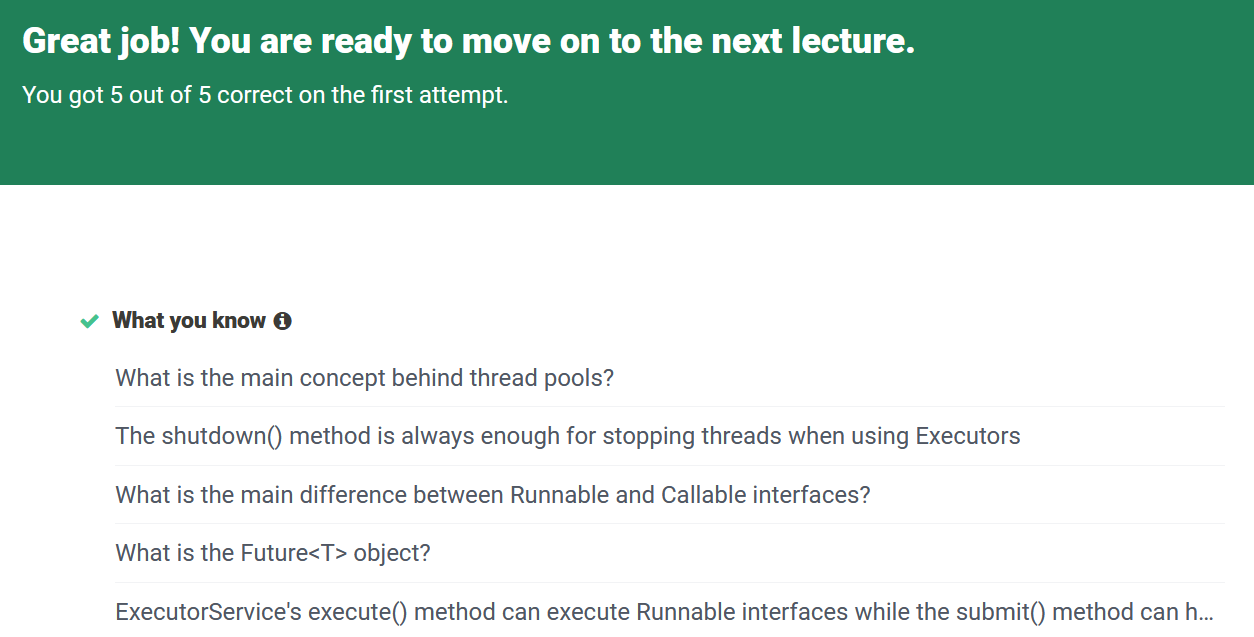 Great job! You are ready to move on to the next lecture.
You got 5 out of 5 correct on the first attempt.
What you know
What is the main concept behind thread pools?
The shutdown() method is always enough for stopping threads when using Executors
What is the main difference between Runnable and Callable interfaces?
What is the Future<T> object?
ExecutorService's execute() method can execute Runnable interfaces while the submit() method can h...